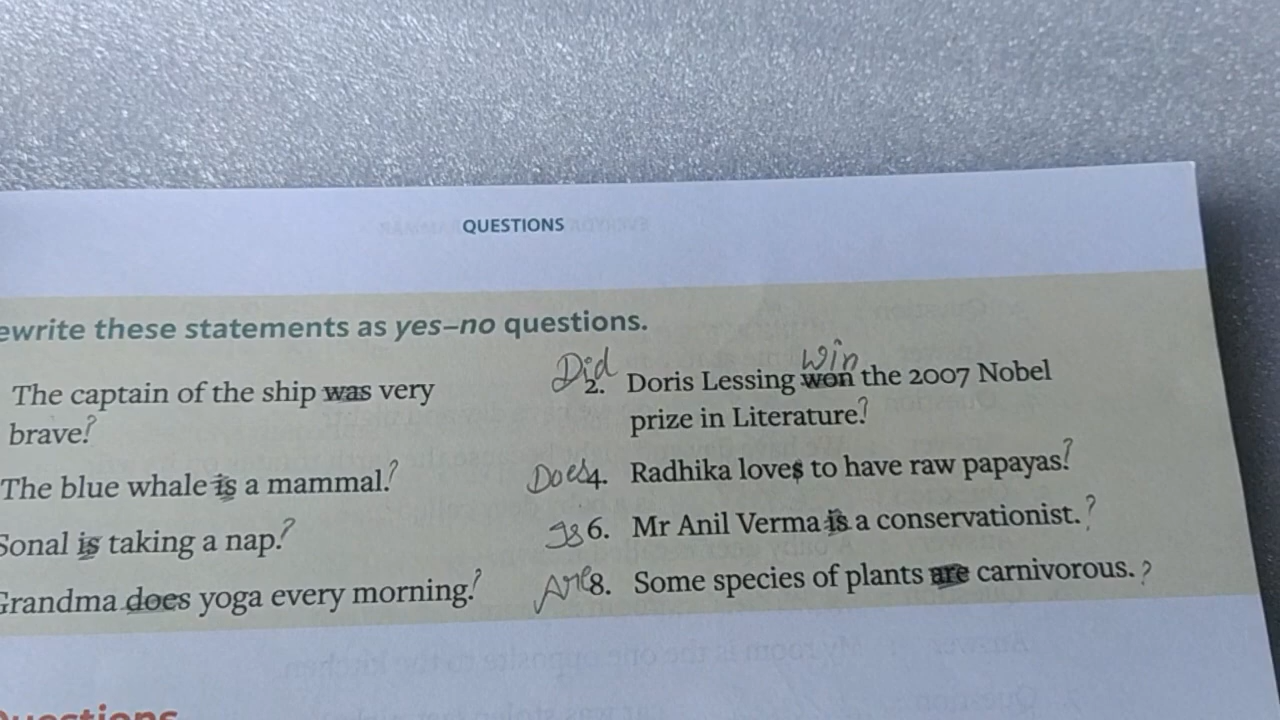 QUESTIONS
ewrite these statements as yes–no questions.
The captain of the ship was very
brave?
The blue whale is a mammal.?
Sonal is taking a nap.?
Grandma does yoga every morning.?
Did win
2. Doris Lessing won the 2007 Nobel
prize in Literature?
Does 4. Radhika loves to have raw papayas.?
Is 6. Mr Anil Verma is a conservationist.?
Are 8. Some species of plants are carnivorous.?
Questions